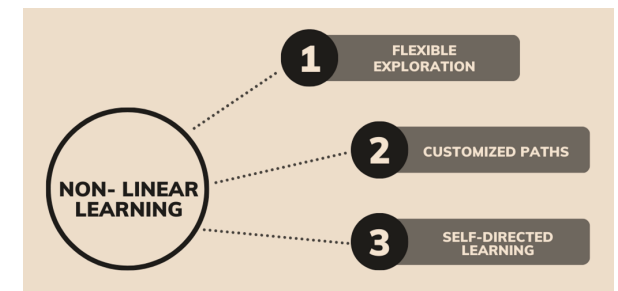 NON- LINEAR
LEARNING
1
FLEXIBLE
EXPLORATION
2
CUSTOMIZED PATHS
3
SELF-DIRECTED
LEARNING